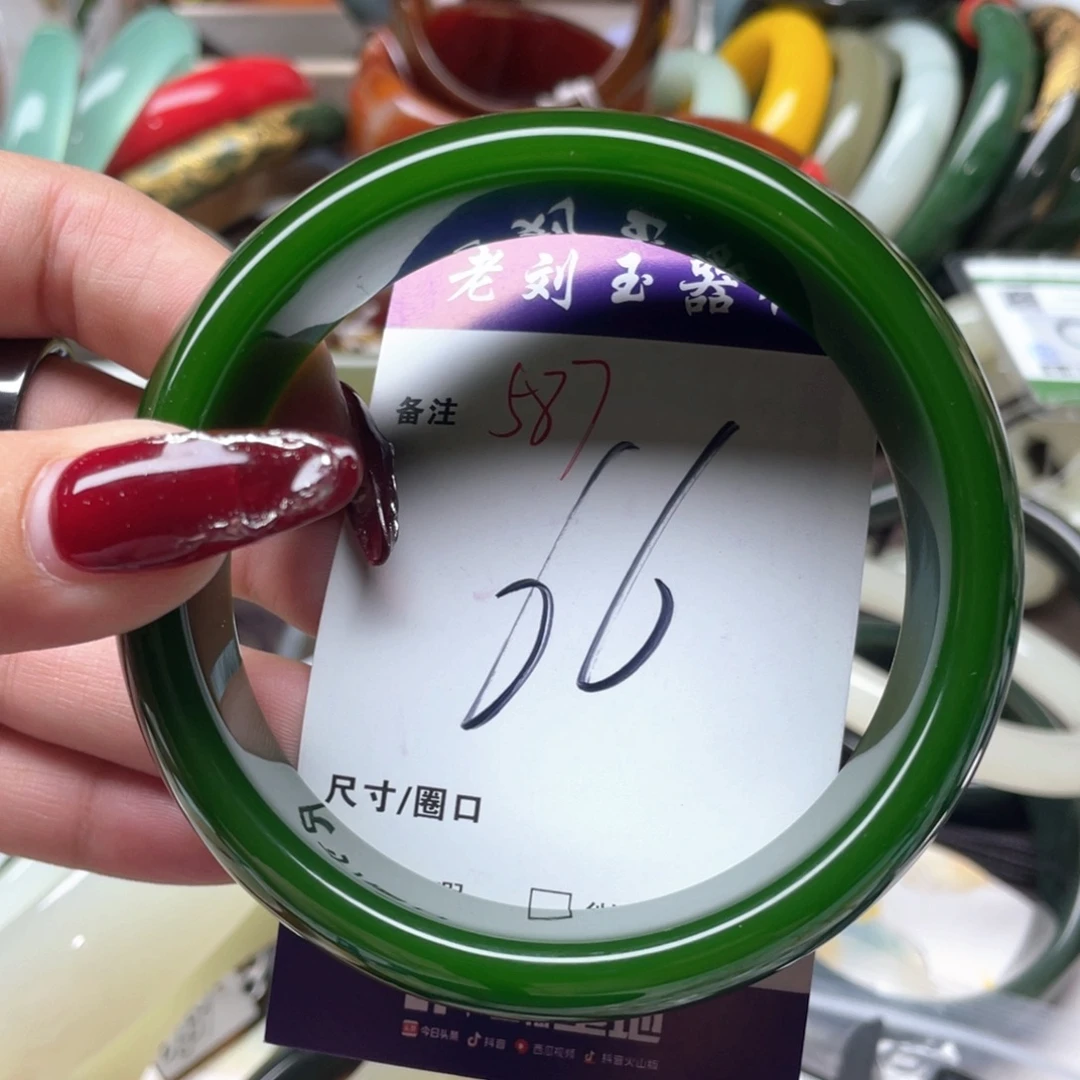 老刘玉器
备注 587
56
尺寸/圈口
今日头条 抖音 西瓜视频 抖音火山版